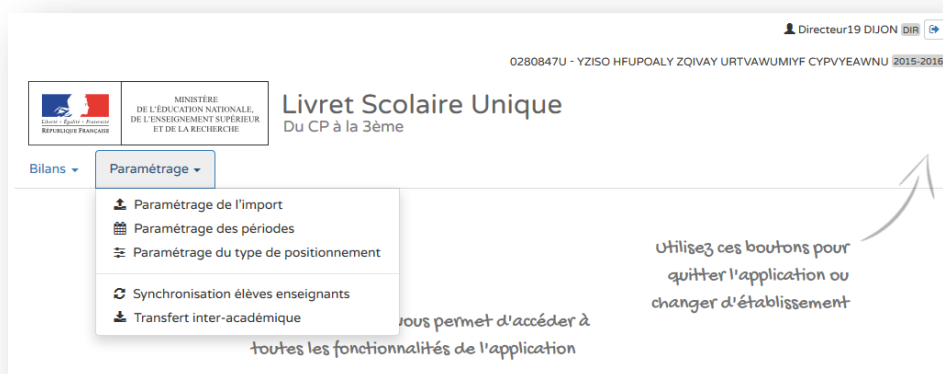 Directeur19 DIJON DIR
0280847U - YZISO HFUPOALY ZQIVAY URTVAWUMIYF CYPVYEAWNU 2015-2016
Liberté • Égalité • Fraternité
RÉPUBLIQUE FRANÇAISE
MINISTÈRE
DE L'ÉDUCATION NATIONALE,
DE L'ENSEIGNEMENT SUPÉRIEUR
ET DE LA RECHERCHE
Livret Scolaire Unique
Du CP à la 3ème
Bilans
Paramétrage
Paramétrage de l'import
Paramétrage des périodes
Paramétrage du type de positionnement
Synchronisation élèves enseignants
Transfert inter-académique
vous permet d'accéder à
toutes les fonctionnalités de l'application
Utilisez ces boutons pour
quitter l'application ou
changer d'établissement